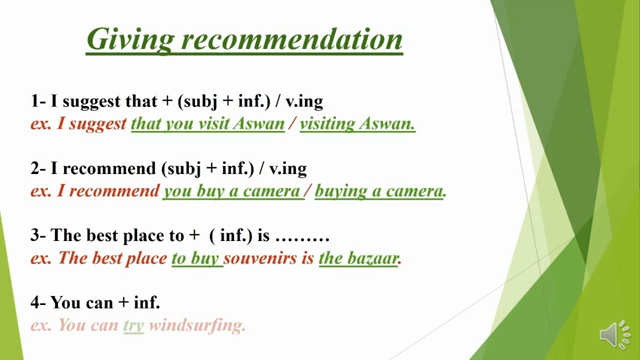 Giving recommendation
1- I suggest that + (subj + inf.) / v.ing
ex. I suggest that you visit Aswan / visiting Aswan.
2- I recommend (subj + inf.) / v.ing
ex. I recommend you buy a camera / buying a camera.
3- The best place to + ( inf.) is ………
ex. The best place to buy souvenirs is the bazaar.
4- You can + inf.
ex. You can try windsurfing.